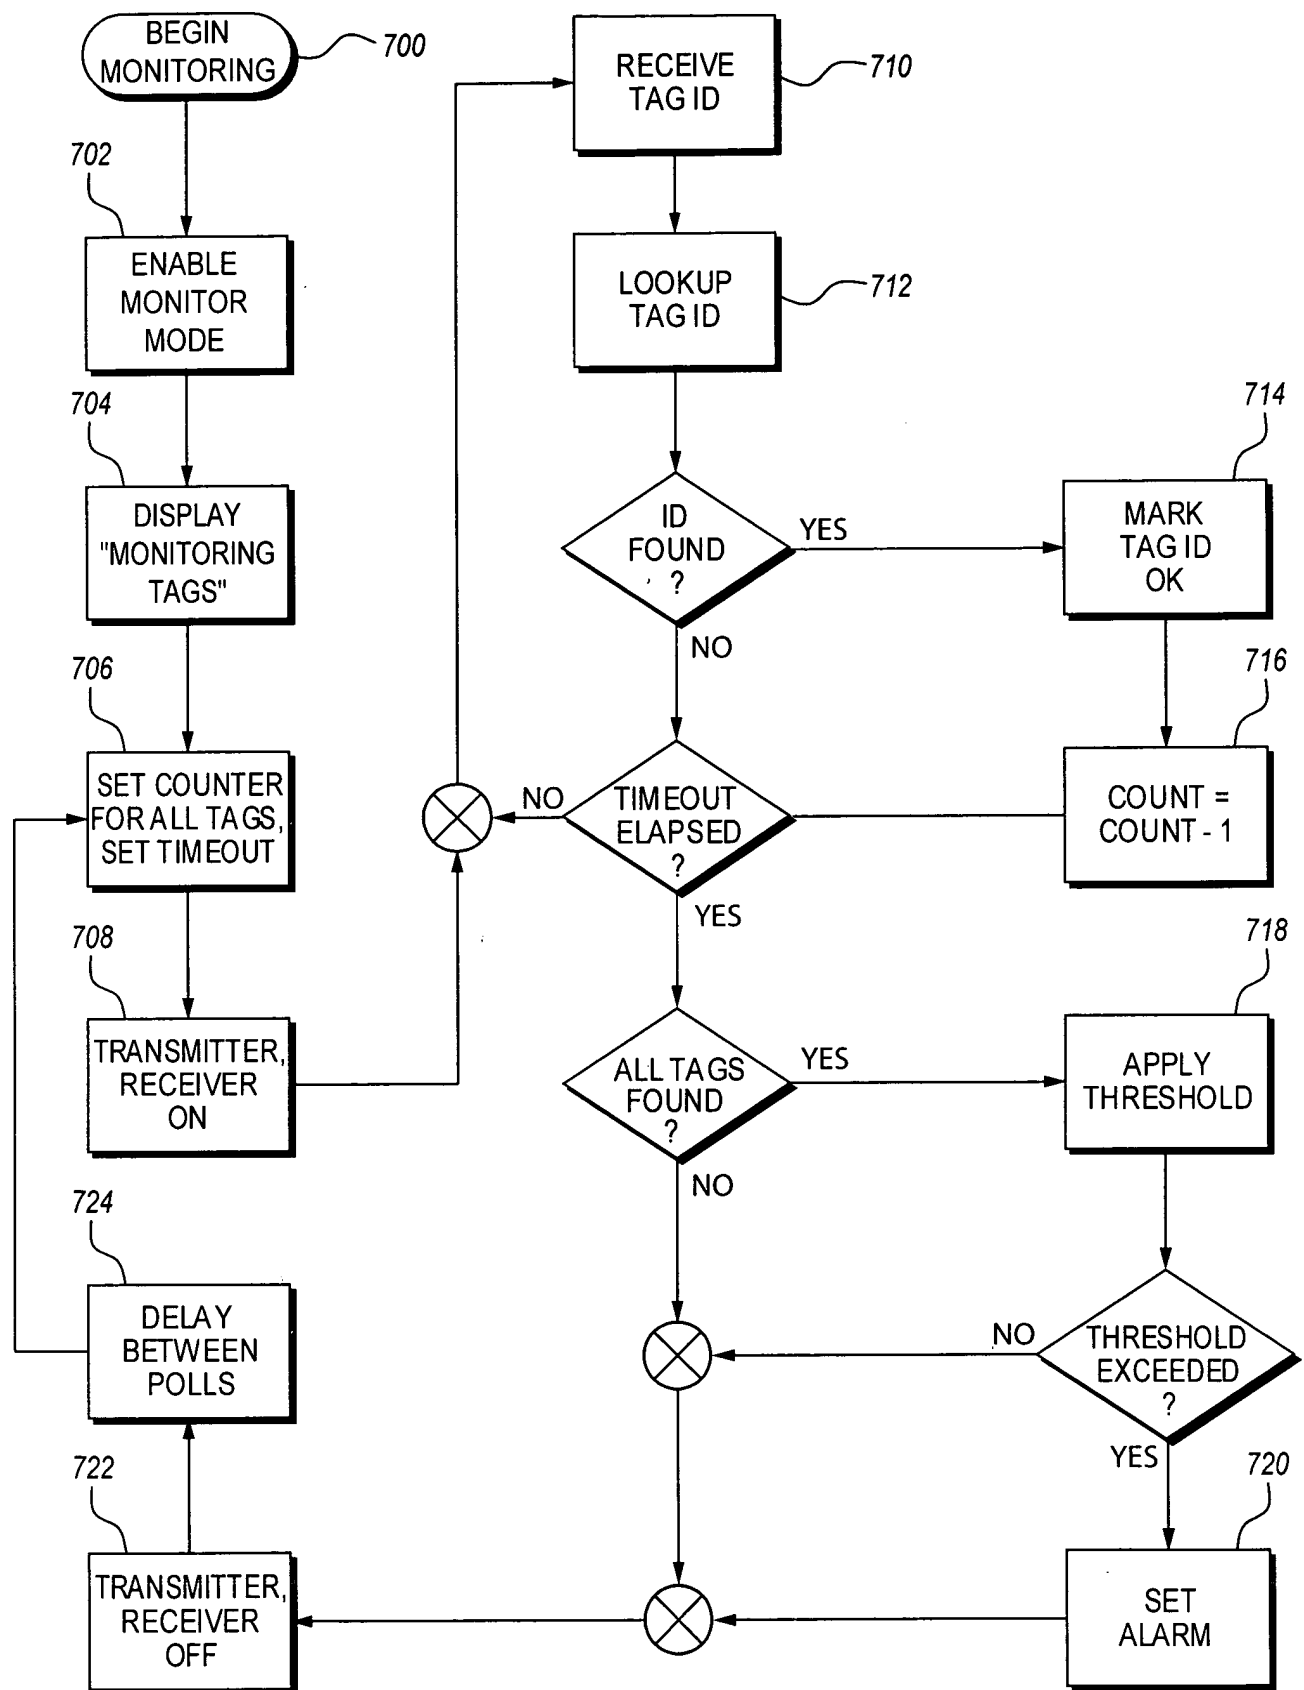 BEGIN
MONITORING
700
702
ENABLE
MONITOR
MODE
704
DISPLAY
"MONITORING
TAGS"
706
SET COUNTER
FOR ALL TAGS,
SET TIMEOUT
708
TRANSMITTER,
RECEIVER
ON
724
DELAY
BETWEEN
POLLS
722
TRANSMITTER,
RECEIVER
OFF
RECEIVE
TAG ID
710
LOOKUP
TAG ID
712
ID
FOUND
?
YES
NO
714
MARK
TAG ID
OK
716
COUNT =
COUNT - 1
TIMEOUT
ELAPSED
?
NO
YES
ALL TAGS
FOUND
?
YES
NO
718
APPLY
THRESHOLD
THRESHOLD
EXCEEDED
?
NO
YES
720
SET
ALARM